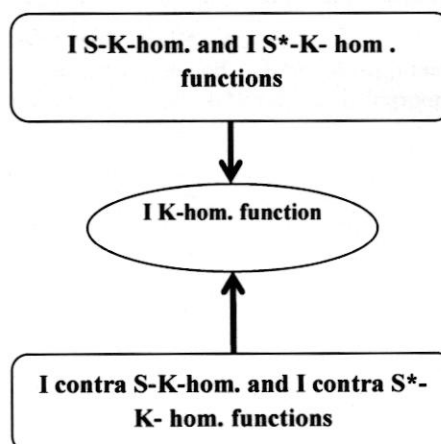 I S-K-hom. and I S*-K- hom .
functions
I K-hom. function
I contra S-K-hom. and I contra S*-
K- hom. functions